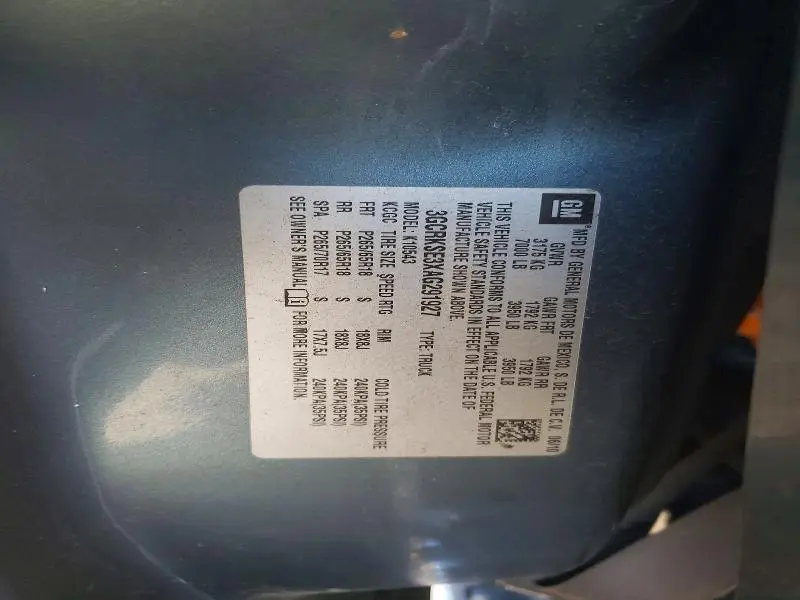 GM MFD BY GENERAL MOTORS DE MEXICO, S. DE R.L. DE C.V. 06/10
GVWR GAWR FRT GAWR RR
3175 KG 1792 KG 1792 KG
7000 LB 3950 LB 3950 LB
THIS VEHICLE CONFORMS TO ALL APPLICABLE U.S. FEDERAL MOTOR
VEHICLE SAFETY STANDARDS IN EFFECT ON THE DATE OF
MANUFACTURE SHOWN ABOVE.
3GCRKSE3XAG291927 TYPE: TRUCK
MODEL: K10543
KCGC TIRE SIZE SPEED RTG RIM COLD TIRE PRESSURE
FRT P265/65R18 S 18X8J 240KPA(35PSI)
RR P265/65R18 S 18X8J 240KPA(35PSI)
SPA P265/70R17 S 17X7.5J 240KPA(35PSI)
SEE OWNER'S MANUAL FOR MORE INFORMATION.